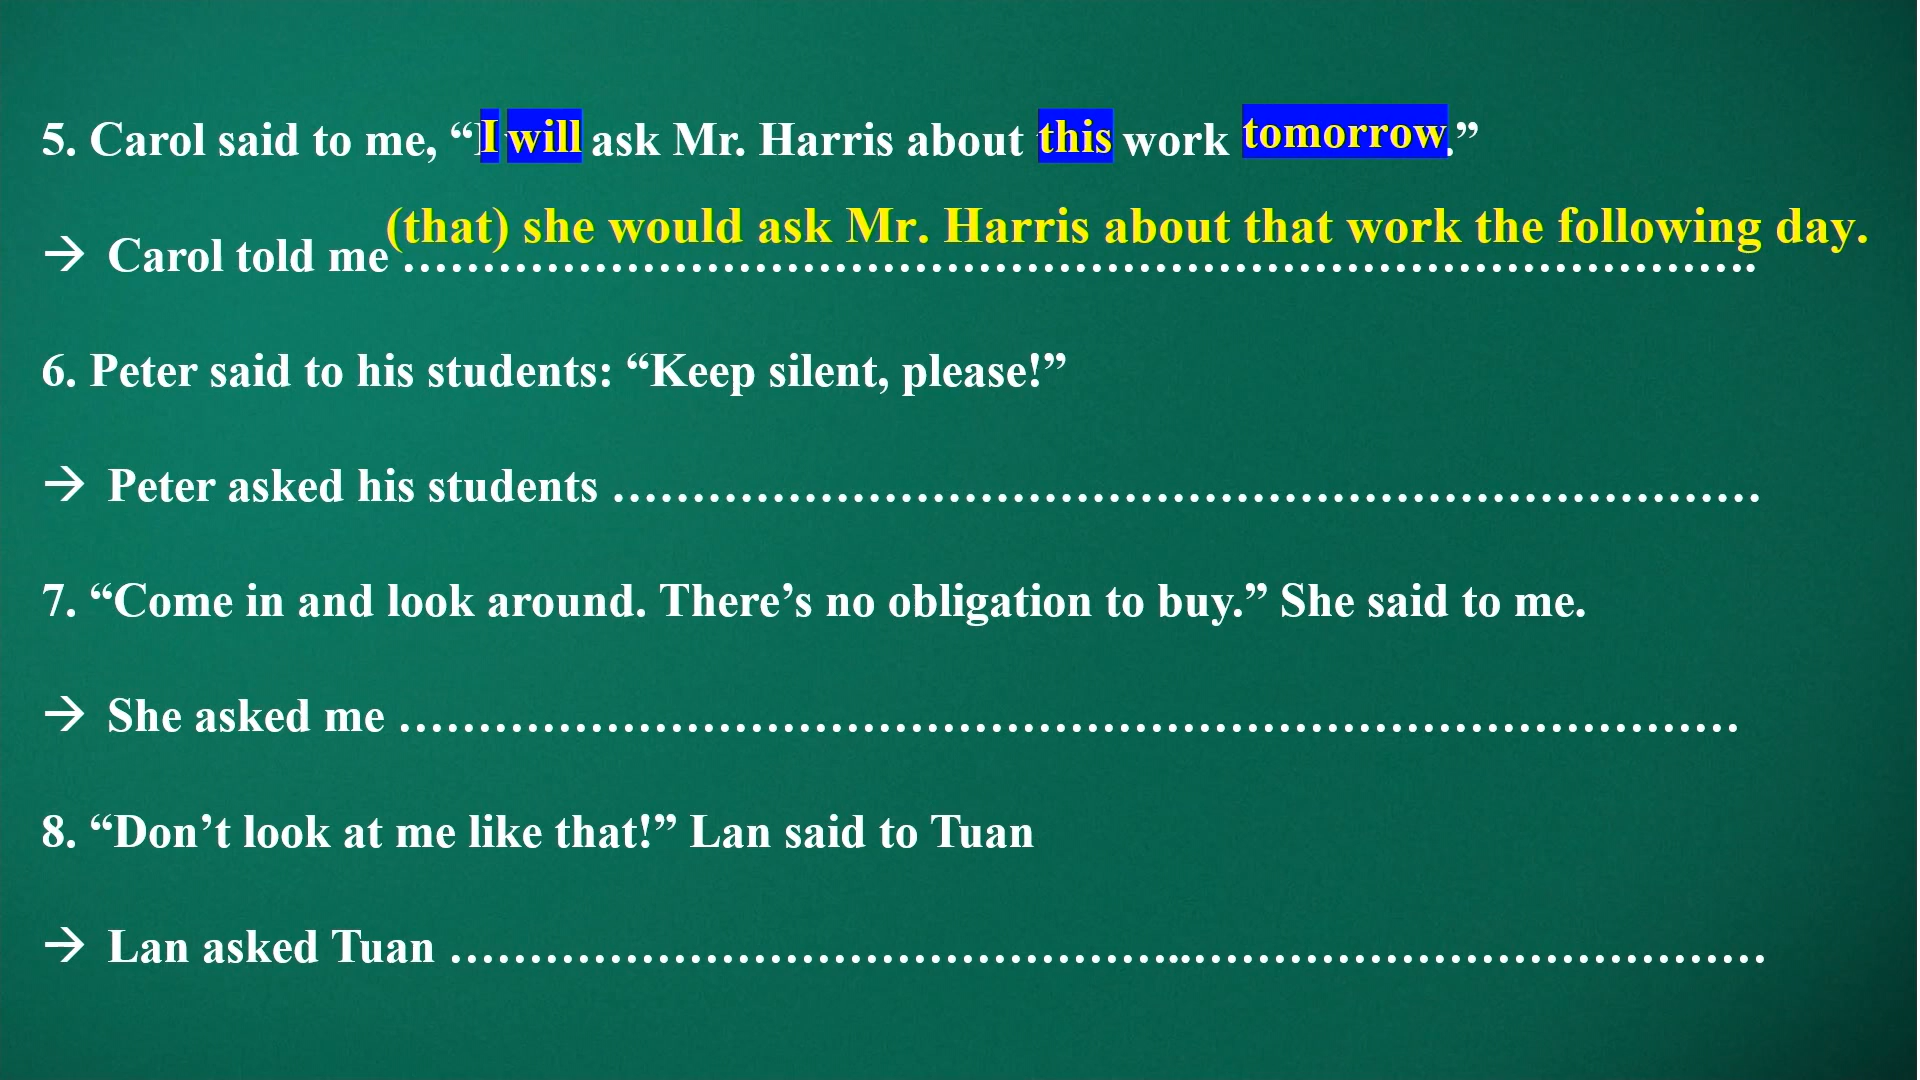 5. Carol said to me, “I will ask Mr. Harris about this work tomorrow.”
(that) she would ask Mr. Harris about that work the following day.
→ Carol told me ……………………………………………………………………………….
6. Peter said to his students: “Keep silent, please!”
→ Peter asked his students ………………………………………………………………………
7. “Come in and look around. There’s no obligation to buy.” She said to me.
→ She asked me …………………………………………………………………………………
8. “Don’t look at me like that!” Lan said to Tuan
→ Lan asked Tuan …………………………………………..…………………………………